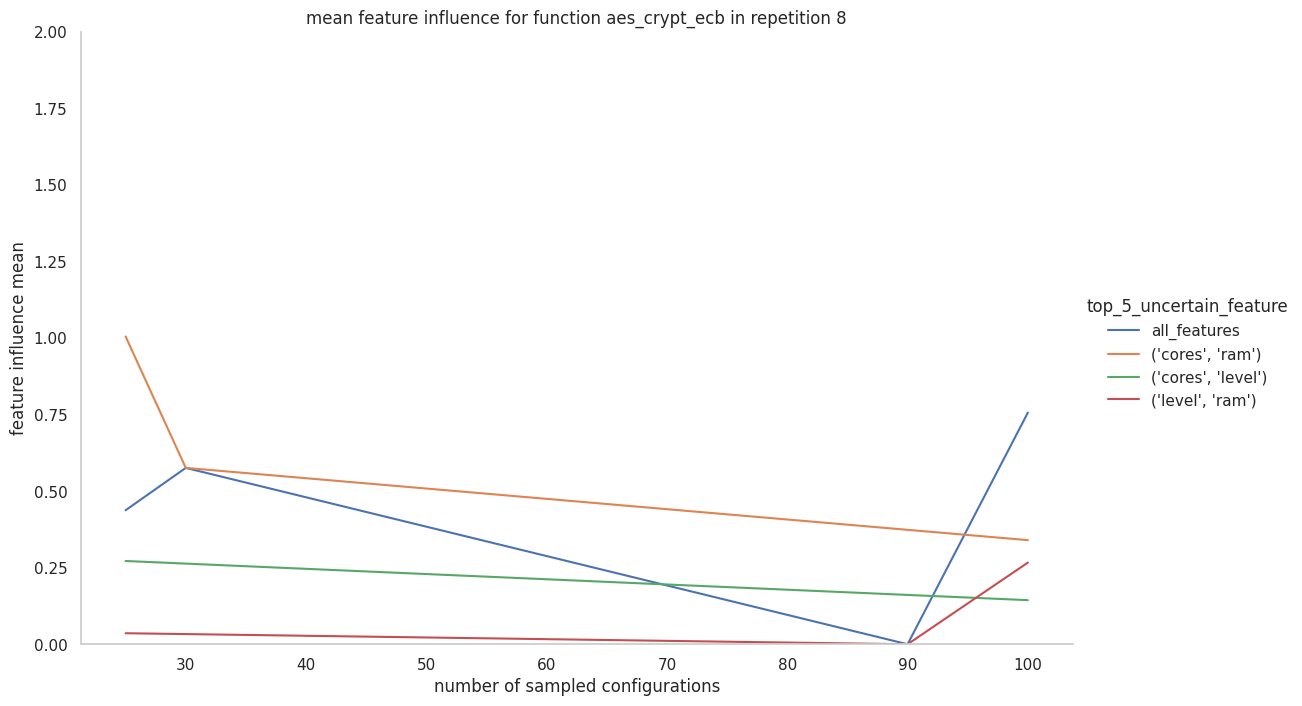 mean feature influence for function aes_crypt_ecb in repetition 8
2.00
1.75
1.50
1.25
1.00
0.75
0.50
0.25
0.00
feature influence mean
30 40 50 60 70 80 90 100
number of sampled configurations
top_5_uncertain_feature
all_features
('cores', 'ram')
('cores', 'level')
('level', 'ram')